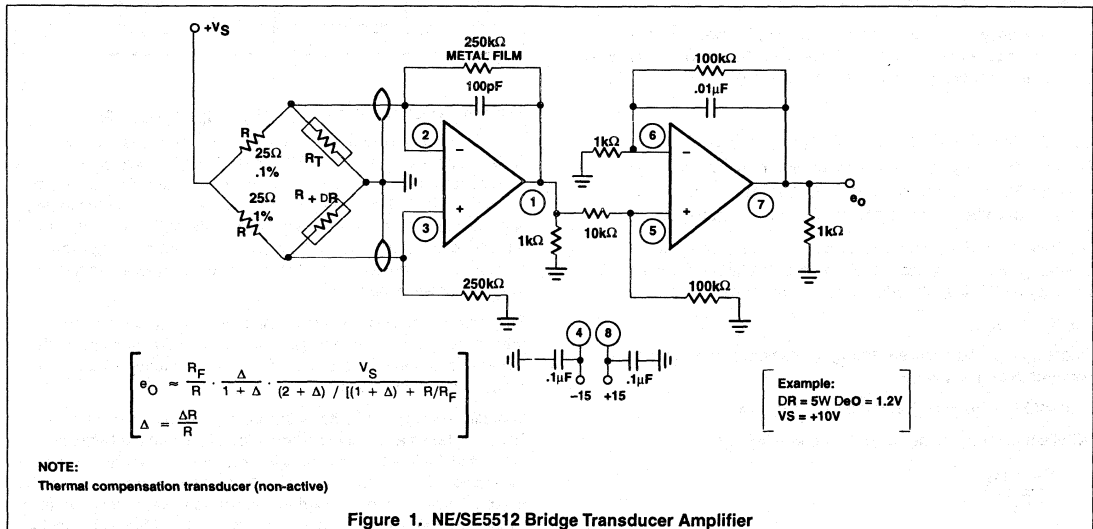 +VS
250kΩ
METAL FILM
100pF
100kΩ
.01μF
R
25Ω
.1%
RT
25Ω
1%
R
R + DR
2
−
3
+
1
1kΩ
6
−
5
+
7
1kΩ
10kΩ
eO
1kΩ
250kΩ
100kΩ
4
8
.1μF
.1μF
−15
+15
eO ≈ RF/R · Δ/(1 + Δ) · VS/((2 + Δ) / [(1 + Δ) + R/RF
Δ = ΔR/R
Example:
DR = 5W DeO = 1.2V
VS = +10V
NOTE:
Thermal compensation transducer (non-active)
Figure 1. NE/SE5512 Bridge Transducer Amplifier